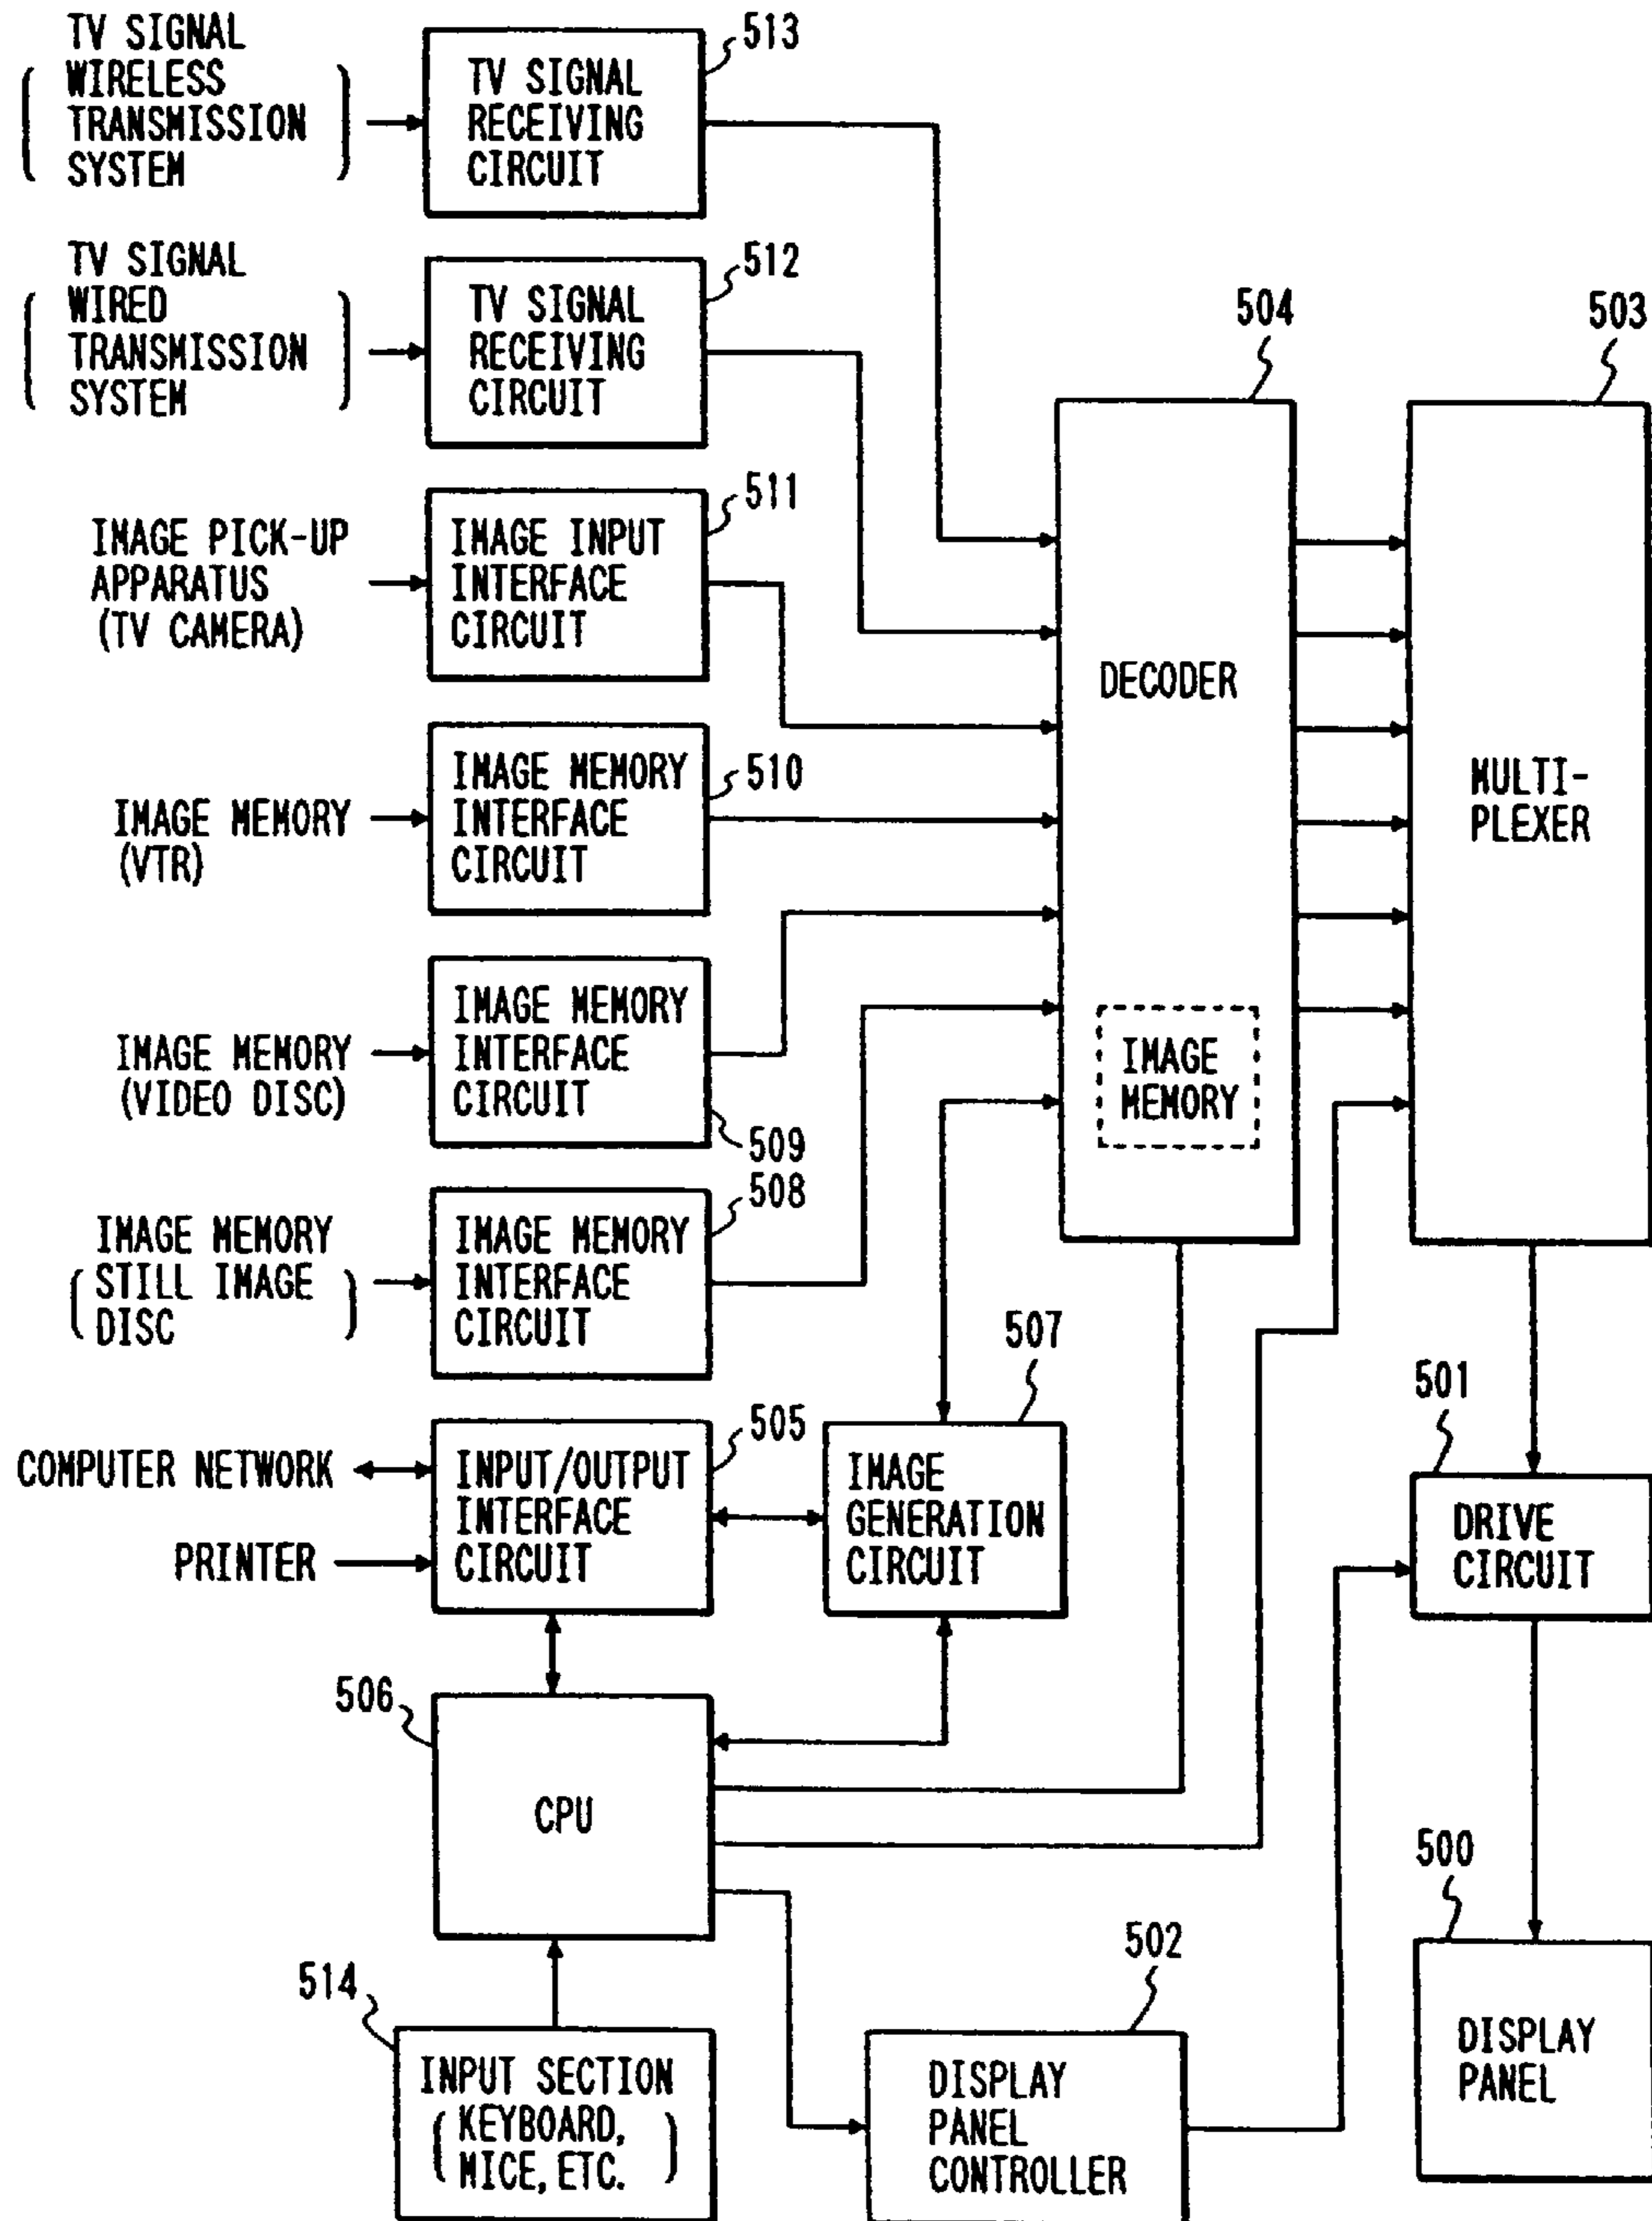 TV SIGNAL
WIRELESS
TRANSMISSION
SYSTEM
TV SIGNAL
RECEIVING
CIRCUIT
513
TV SIGNAL
WIRED
TRANSMISSION
SYSTEM
TV SIGNAL
RECEIVING
CIRCUIT
512
IMAGE PICK-UP
APPARATUS
(TV CAMERA)
IMAGE INPUT
INTERFACE
CIRCUIT
511
IMAGE MEMORY
(VTR)
IMAGE MEMORY
INTERFACE
CIRCUIT
510
IMAGE MEMORY
(VIDEO DISC)
IMAGE MEMORY
INTERFACE
CIRCUIT
509
IMAGE MEMORY
(STILL IMAGE
DISC)
IMAGE MEMORY
INTERFACE
CIRCUIT
508
504
DECODER
IMAGE
MEMORY
503
MULTI-
PLEXER
COMPUTER NETWORK
PRINTER
INPUT/OUTPUT
INTERFACE
CIRCUIT
505
507
IMAGE
GENERATION
CIRCUIT
501
DRIVE
CIRCUIT
506
CPU
500
DISPLAY
PANEL
514
INPUT SECTION
(KEYBOARD,
MICE, ETC.)
502
DISPLAY
PANEL
CONTROLLER